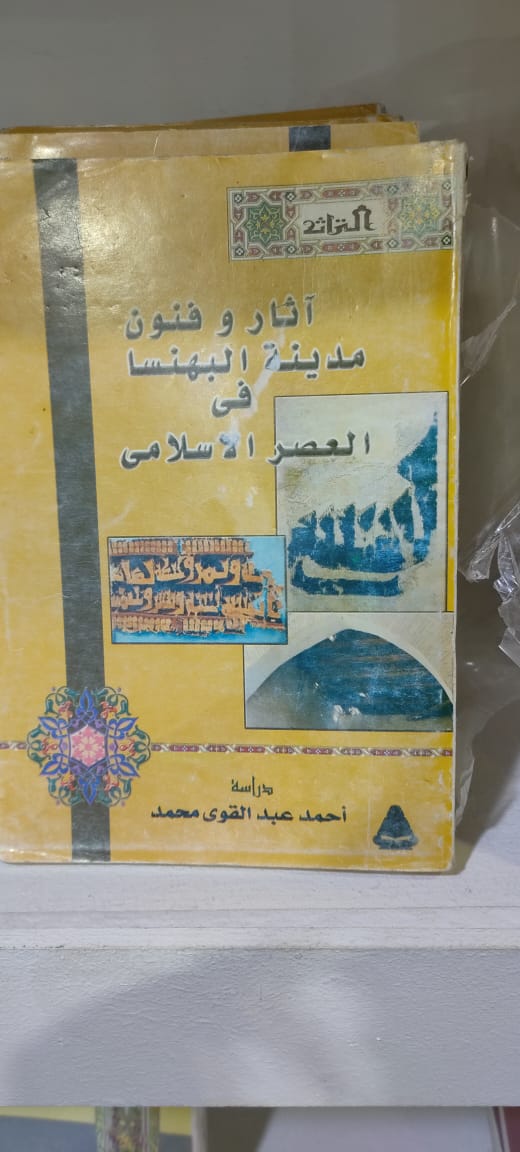 التراث
آثار و فنون
مدينة البهنسا
فى
العصر الاسلامى
دراسة
أحمد عبد القوى محمد